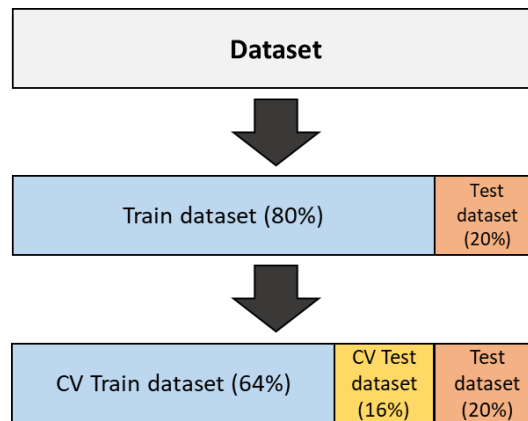 Dataset
Train dataset (80%)
Test
dataset
(20%)
CV Train dataset (64%)
CV Test
dataset
(16%)
Test
dataset
(20%)